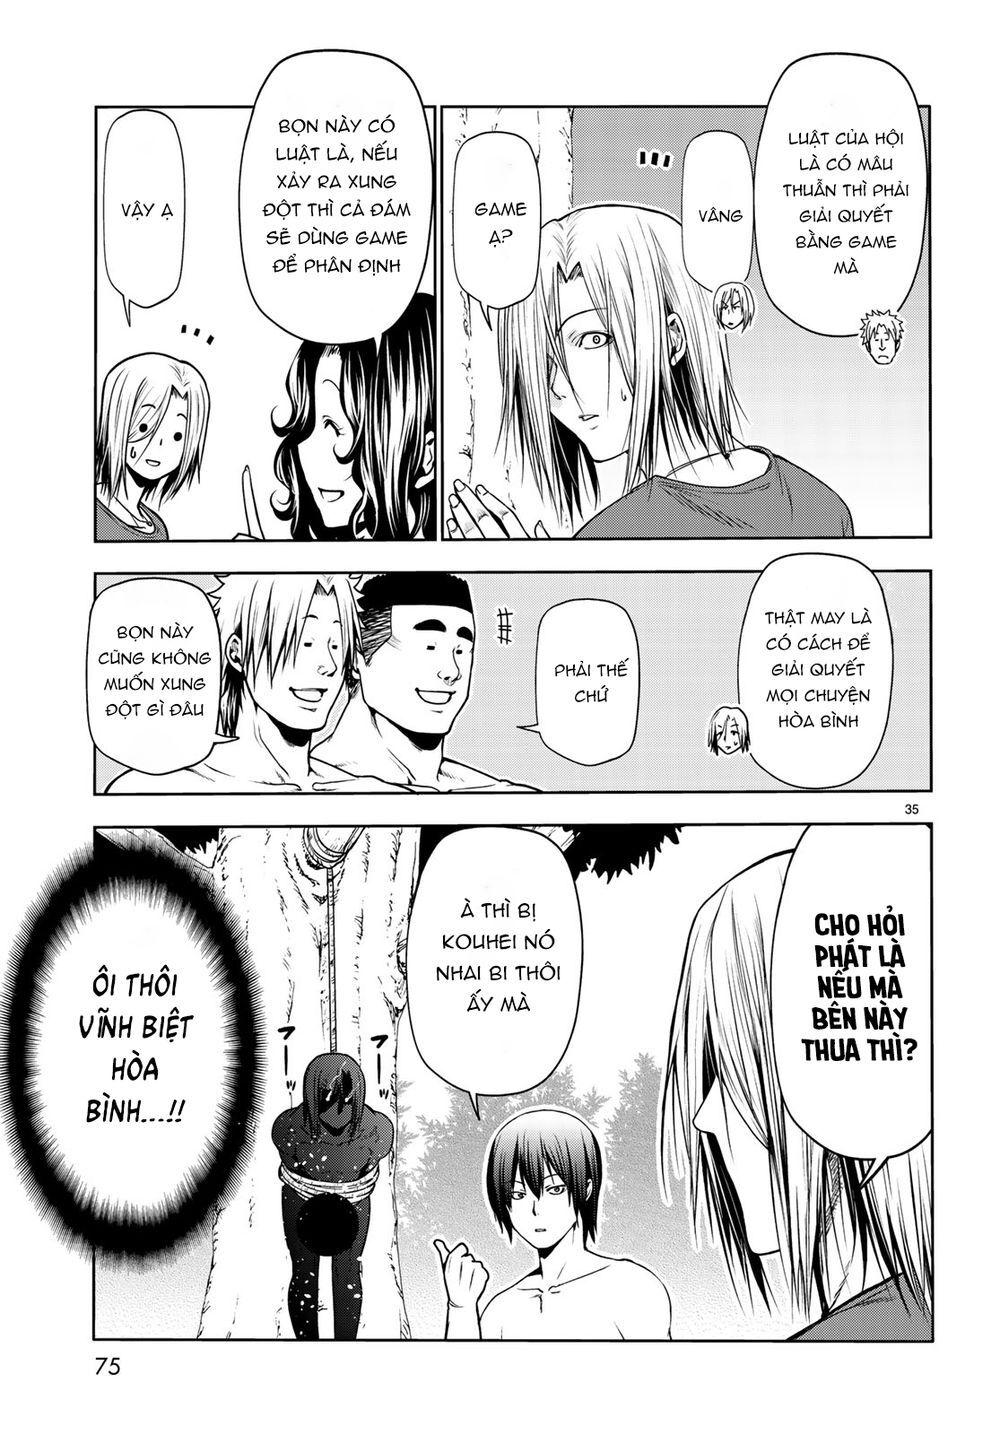 LUẬT CỦA HỘI
LÀ CÓ MÂU
THUẪN THÌ PHẢI
GIẢI QUYẾT
BẰNG GAME
MÀ
VÂNG
GAME
Ạ?
BỌN NÀY CÓ
LUẬT LÀ, NẾU
XẢY RA XUNG
ĐỘT THÌ CẢ ĐÁM
SẼ DÙNG GAME
ĐỂ PHÂN ĐỊNH
VẬY Ạ
THẬT MAY LÀ
CÓ CÁCH ĐỂ
GIẢI QUYẾT
MỌI CHUYỆN
HÒA BÌNH
PHẢI THẾ
CHỨ
BỌN NÀY
CŨNG KHÔNG
MUỐN XUNG
ĐỘT GÌ ĐÂU
35
CHO HỎI
PHÁT LÀ
NẾU MÀ
BÊN NÀY
THUA THÌ?
À THÌ BỊ
KOUHEI NÓ
NHAI BI THÔI
ẤY MÀ
ÔI THÔI
VĨNH BIỆT
HÒA
BÌNH...!!
75